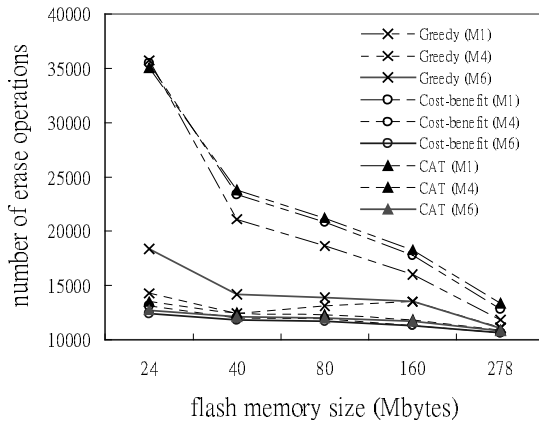 40000
35000
30000
25000
20000
15000
10000
number of erase operations
Greedy (M1)
Greedy (M4)
Greedy (M6)
Cost-benefit (M1)
Cost-benefit (M4)
Cost-benefit (M6)
CAT (M1)
CAT (M4)
CAT (M6)
24 40 80 160 278
flash memory size (Mbytes)